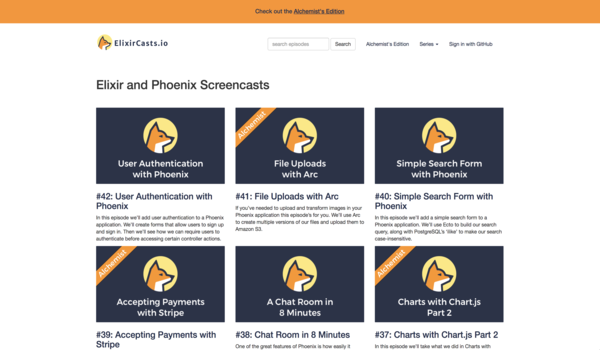 Check out the Alchemist's Edition
ElixirCasts.io
search episodes
Search
Alchemist's Edition
Series
Sign in with GitHub
Elixir and Phoenix Screencasts
User Authentication
with Phoenix
Alchemist
File Uploads
with Arc
Simple Search Form
with Phoenix
#42: User Authentication with
Phoenix
In this episode we'll add user authentication to a Phoenix
application. We'll create forms that allow users to sign up
and sign in. Then we'll see how we can require users to
authenticate before accessing certain controller actions.
#41: File Uploads with Arc
If you've needed to upload and transform images in your
Phoenix application this episode's for you. We'll use Arc
to create multiple versions of our files and upload them to
Amazon S3.
#40: Simple Search Form with
Phoenix
In this episode we'll add a simple search form to a
Phoenix application. We'll use Ecto to build our search
query, along with PostgreSQL's 'ilike' to make our search
case-insensitive.
Alchemist
Accepting Payments
with Stripe
A Chat Room in
8 Minutes
Alchemist
Charts with Chart.js
Part 2
#39: Accepting Payments with
Stripe
#38: Chat Room in 8 Minutes
One of the great features of Phoenix is how easily it
#37: Charts with Chart.js Part 2
In this episode we'll take what we did in Charts with